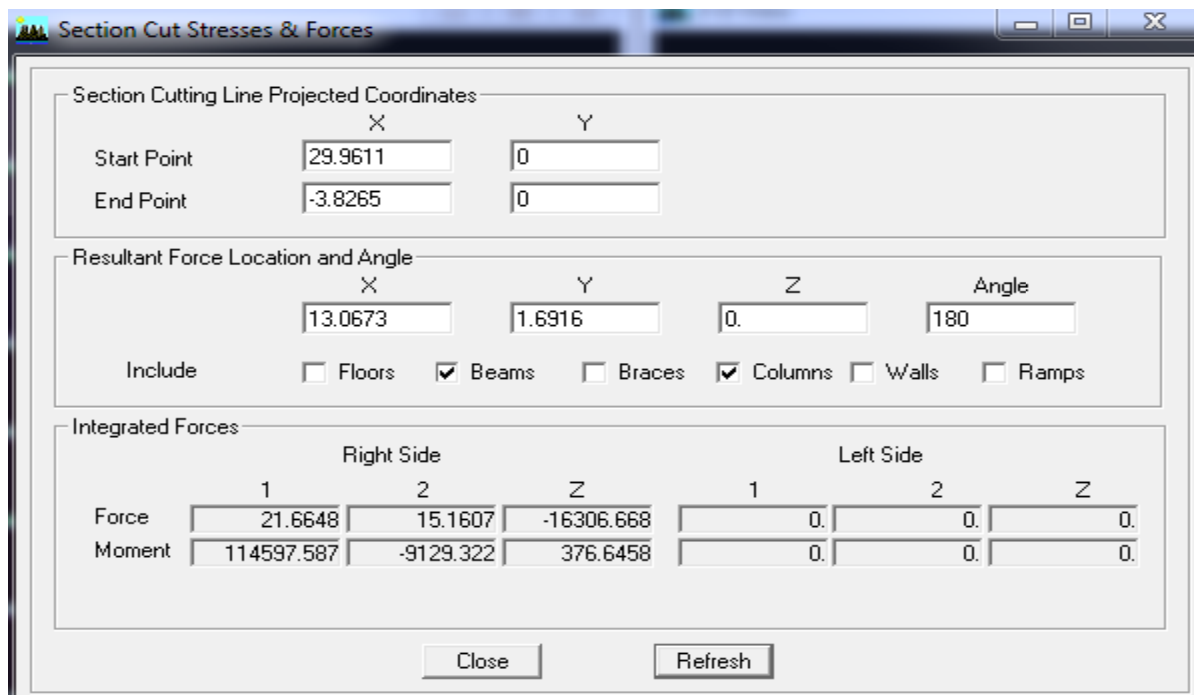 Section Cut Stresses & Forces
Section Cutting Line Projected Coordinates
X Y
Start Point 29.9611 0
End Point -3.8265 0
Resultant Force Location and Angle
X Y Z Angle
13.0673 1.6916 0. 180
Include Floors Beams Braces Columns Walls Ramps
Integrated Forces
Right Side Left Side
1 2 Z 1 2 Z
Force 21.6648 15.1607 -16306.668 0. 0. 0.
Moment 114597.587 -9129.322 376.6458 0. 0. 0.
Close Refresh